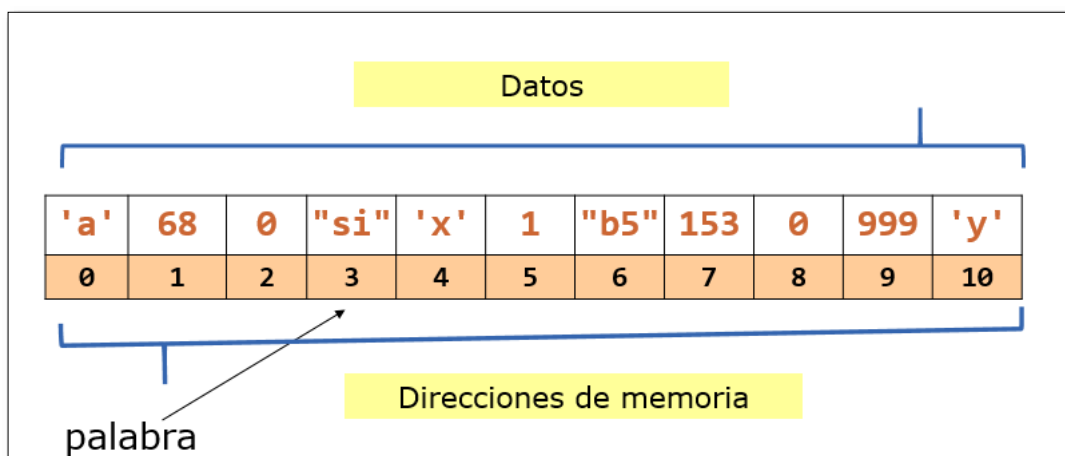 Datos
'a' 68 0 "si" 'x' 1 "b5" 153 0 999 'y'
0 1 2 3 4 5 6 7 8 9 10
Direcciones de memoria
palabra